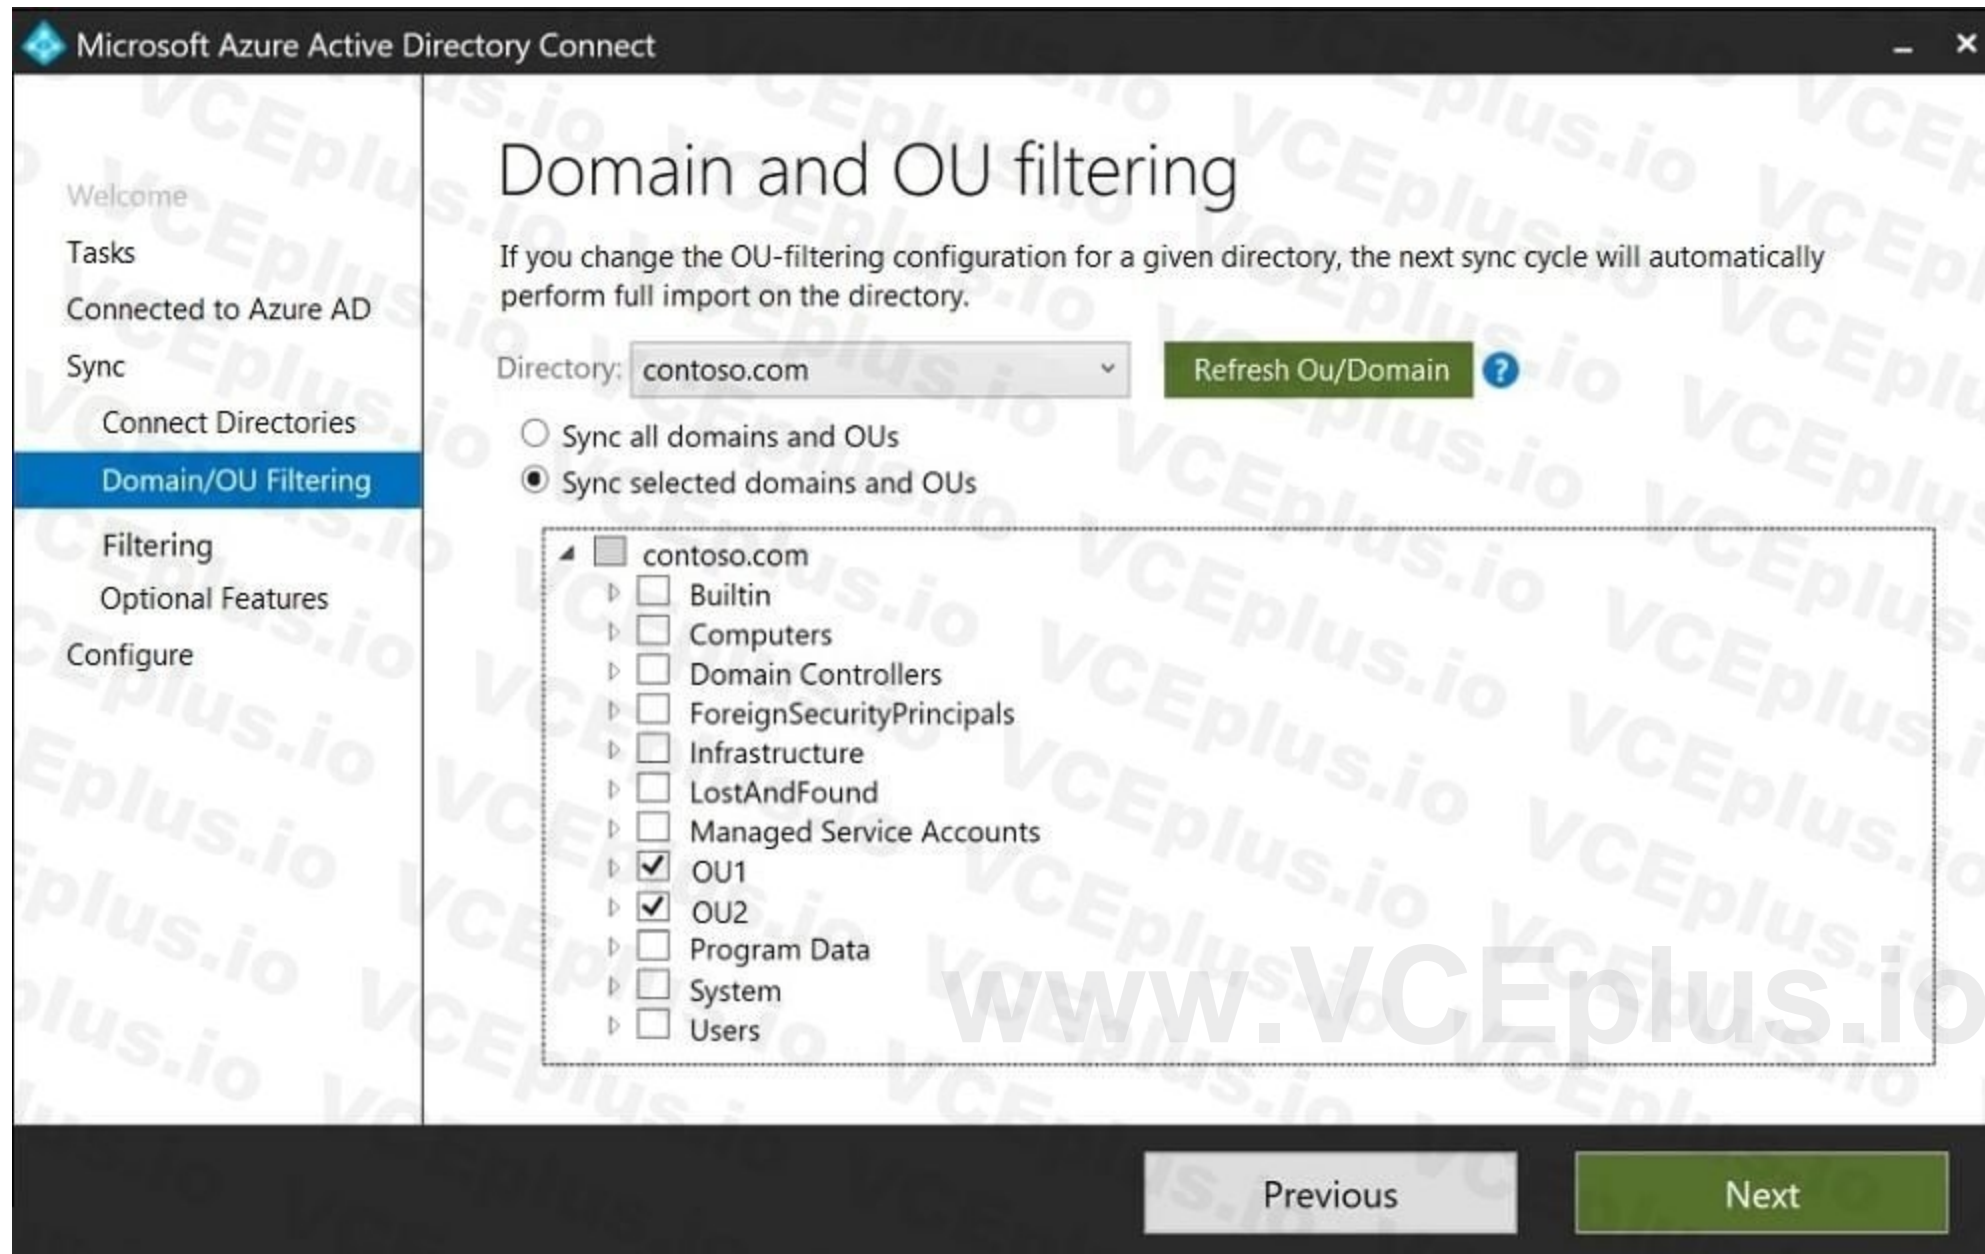 Microsoft Azure Active Directory Connect
Welcome
Tasks
Connected to Azure AD
Sync
Connect Directories
Domain/OU Filtering
Filtering
Optional Features
Configure
Domain and OU filtering
If you change the OU-filtering configuration for a given directory, the next sync cycle will automatically
perform full import on the directory.
Directory: contoso.com
Refresh Ou/Domain ?
Sync all domains and OUs
Sync selected domains and OUs
contoso.com
Builtin
Computers
Domain Controllers
ForeignSecurityPrincipals
Infrastructure
LostAndFound
Managed Service Accounts
OU1
OU2
Program Data
System
Users
www.VCEplus.io
Previous
Next